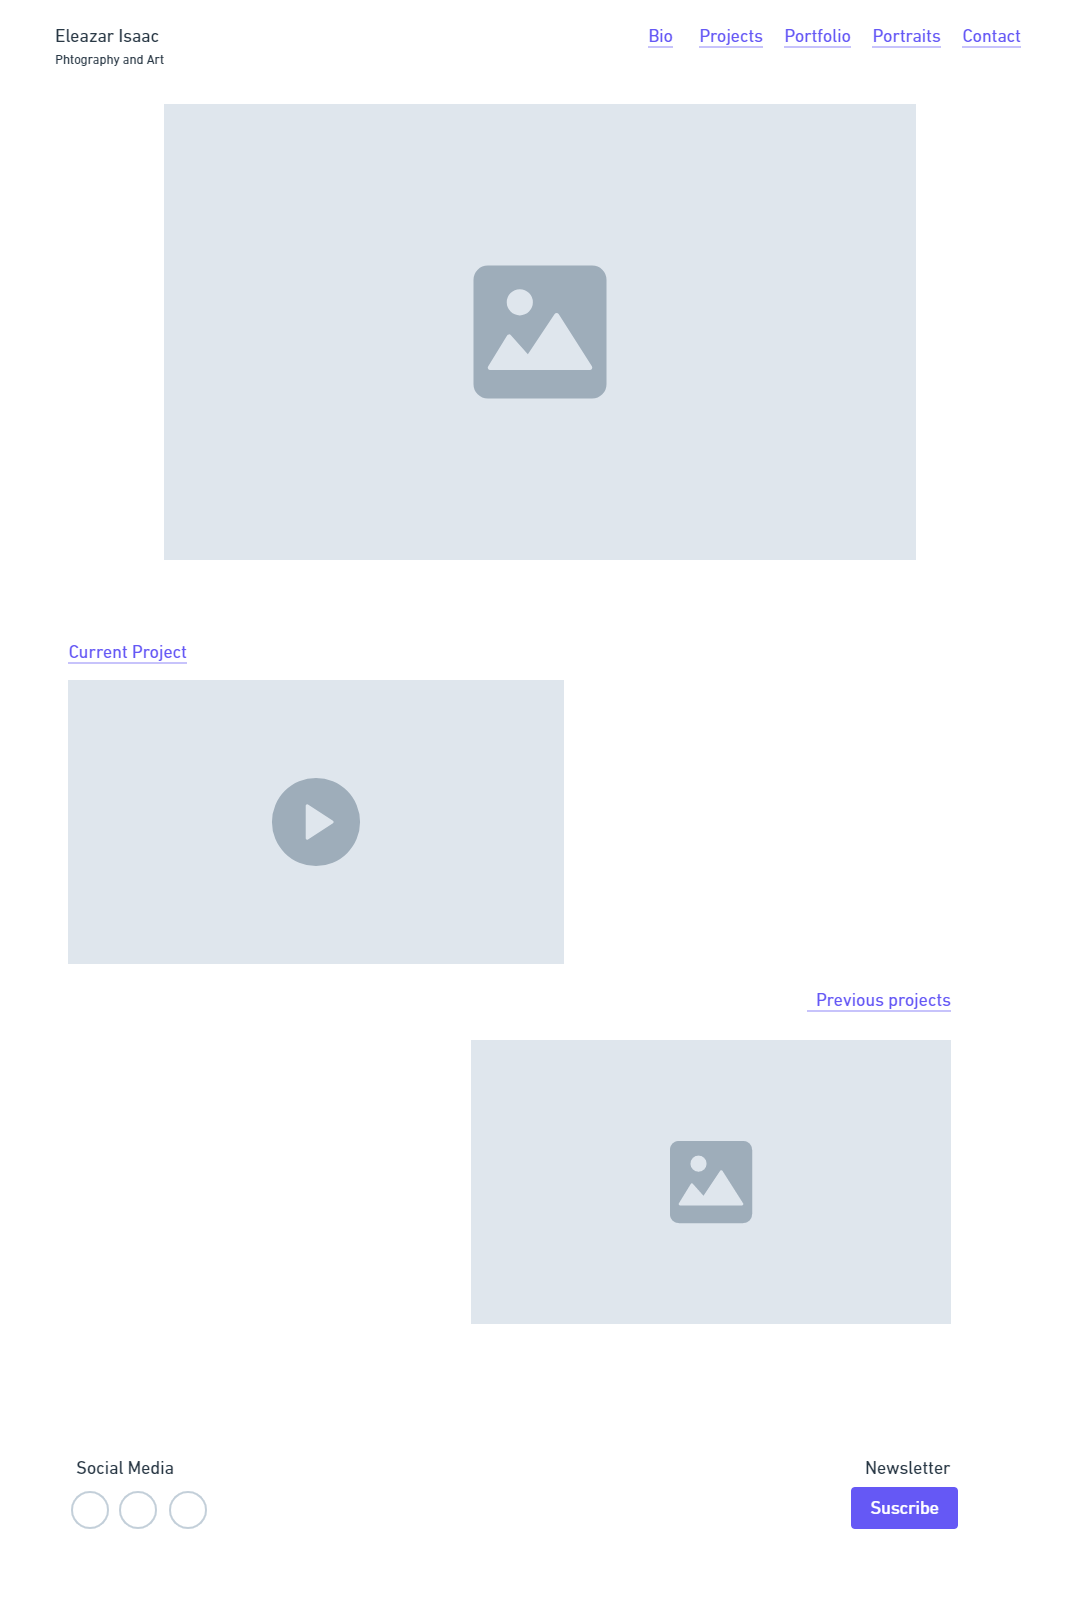 Eleazar Isaac
Phtography and Art
Bio Projects Portfolio Portraits Contact
Current Project
Previous projects
Social Media
Newsletter
Suscribe